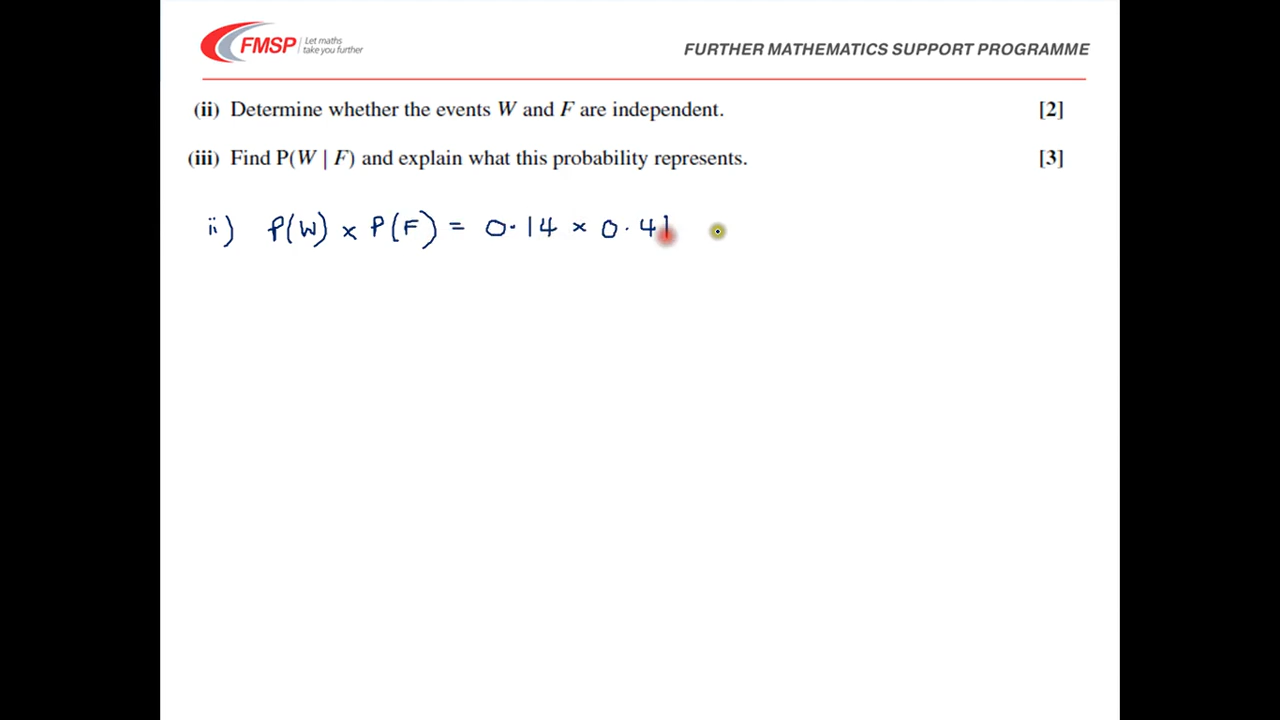 FMSP Let maths
take you further
FURTHER MATHEMATICS SUPPORT PROGRAMME
(ii) Determine whether the events W and F are independent. [2]
(iii) Find P(W | F) and explain what this probability represents. [3]
ii) P(W) × P(F) = 0.14 × 0.41